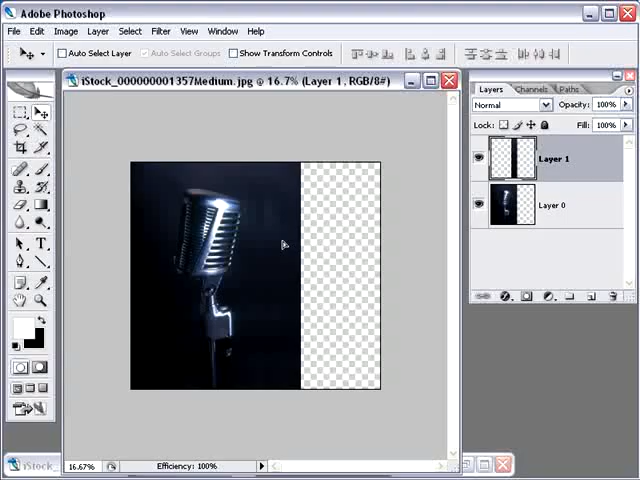 Adobe Photoshop
File Edit Image Layer Select Filter View Window Help
Auto Select Layer Auto Select Groups Show Transform Controls
iStock_000000001357Medium.jpg @ 16.7% (Layer 1, RGB/8#)
Layers Channels Paths
Normal Opacity: 100%
Lock: Fill: 100%
Layer 1
Layer 0
16.67% Efficiency: 100%
iStock_